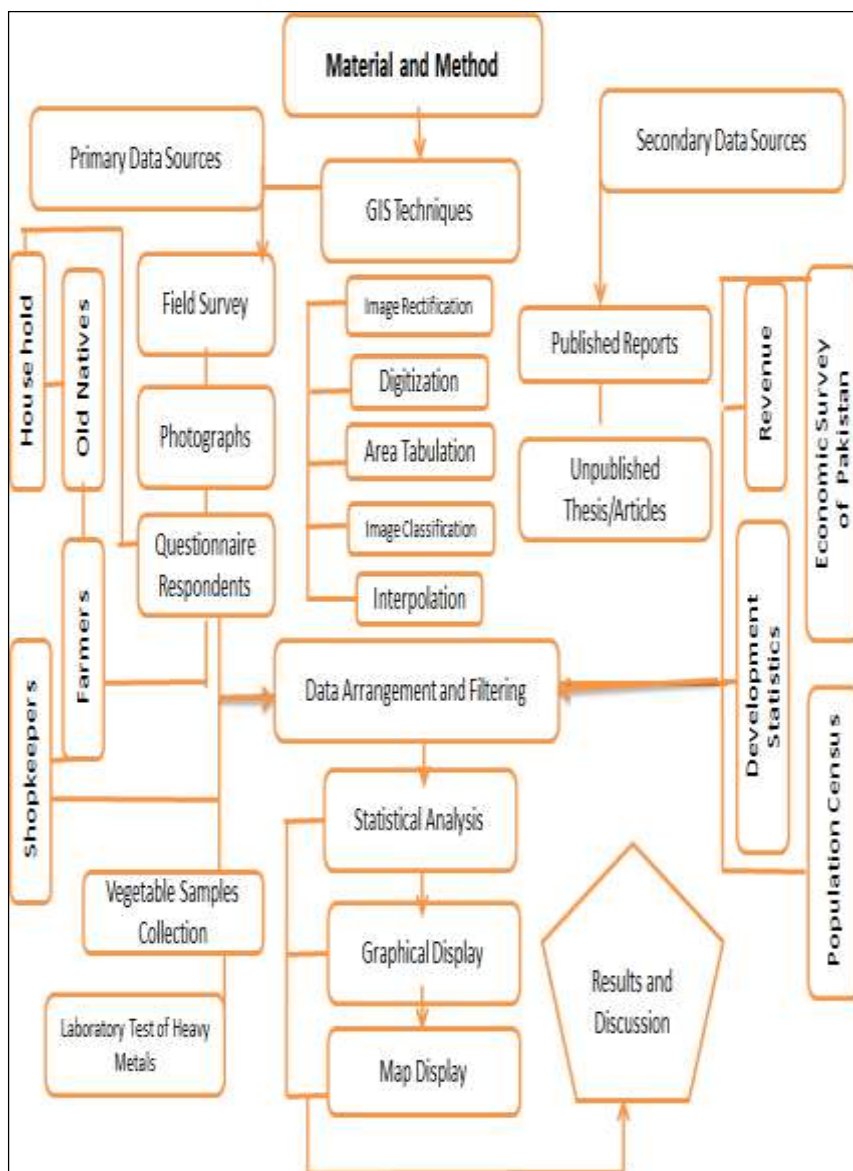 Material and Method
Primary Data Sources
Secondary Data Sources
GIS Techniques
House hold
Old Natives
Field Survey
Image Rectification
Published Reports
Revenue
Economic Survey
of Pakistan
Digitization
Photographs
Area Tabulation
Unpublished
Thesis/Articles
Image Classification
Questionnaire
Respondents
Interpolation
Farmers
Shopkeepers
Data Arrangement and Filtering
Development
Statistics
Population Census
Statistical Analysis
Vegetable Samples
Collection
Graphical Display
Results and
Discussion
Laboratory Test of Heavy
Metals
Map Display